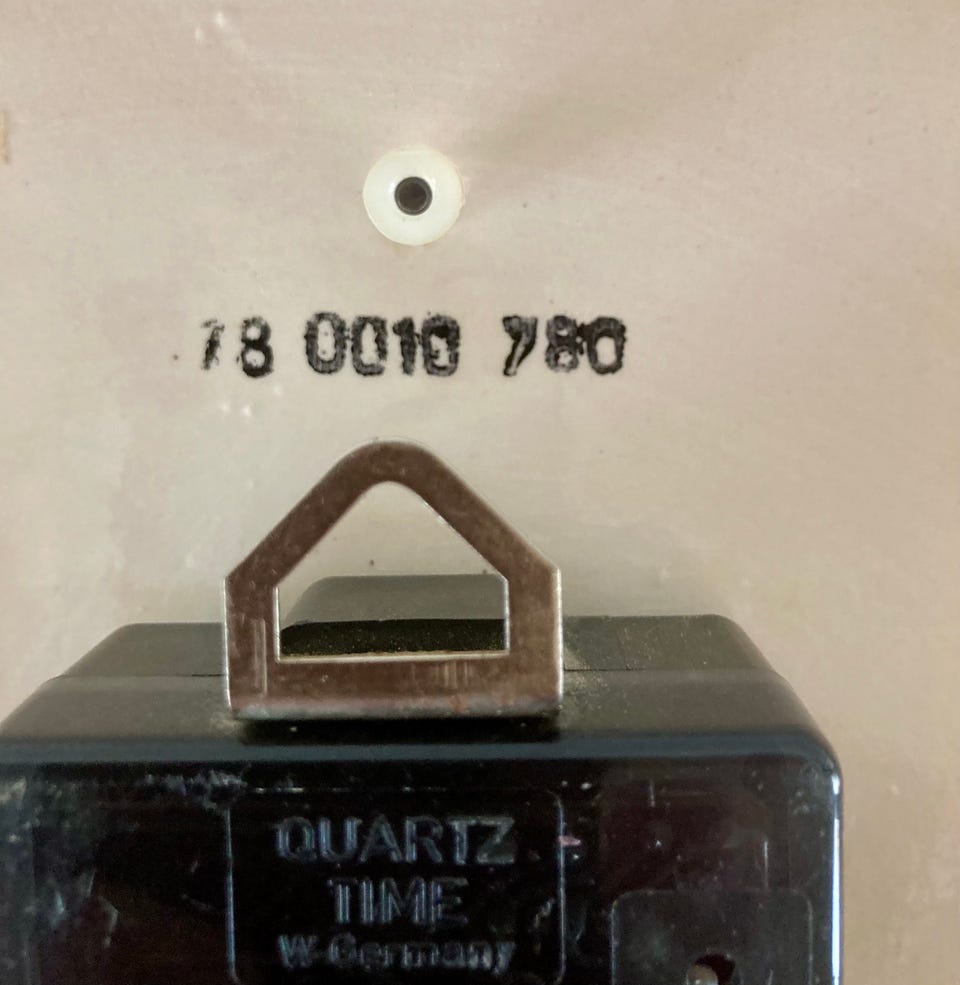 78 0010 780
QUARTZ
TIME
W-Germany